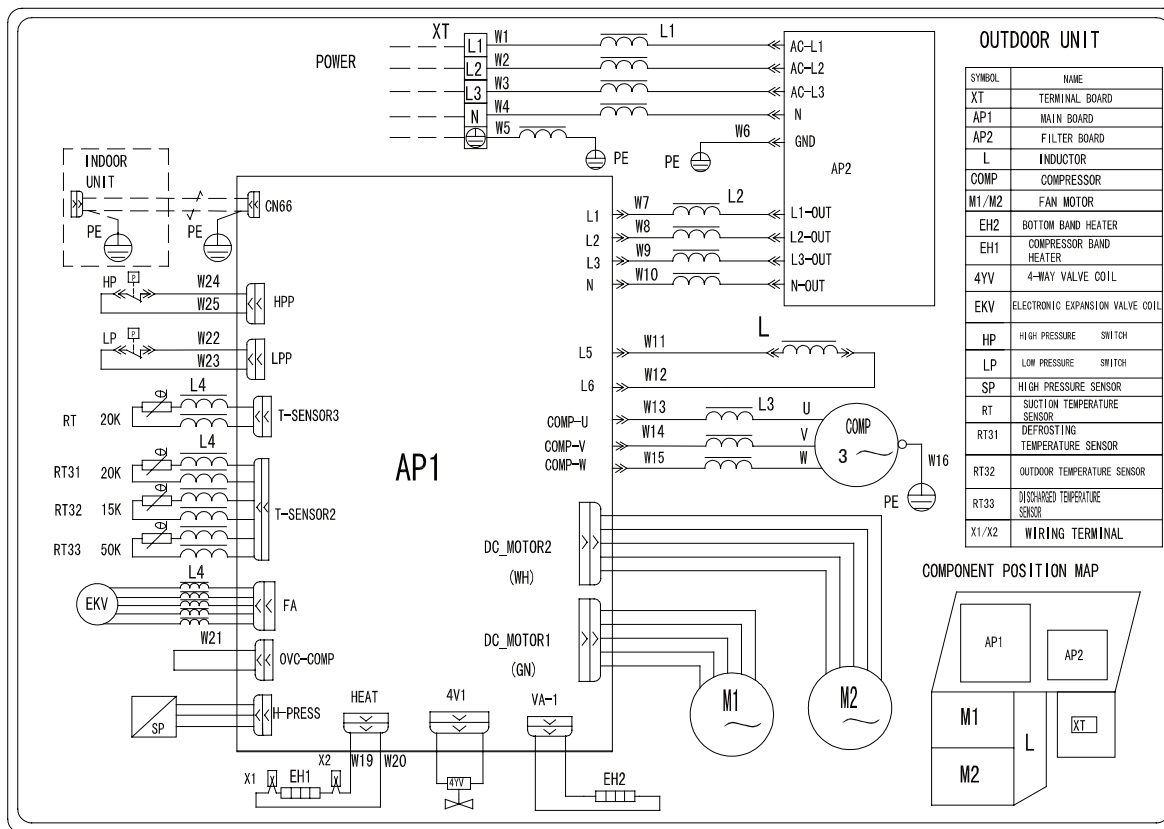 POWER
XT
L1 W1
L2 W2
L3 W3
N W4
W5
PE
L1
AC-L1
AC-L2
AC-L3
N
W6 GND
PE
AP2
L1-OUT
L2-OUT
L3-OUT
N-OUT
INDOOR
UNIT
PE PE
CN66
L1 W7 L2
L2 W8
L3 W9
N W10
HP P W24
W25
HPP
LP P W22
W23
LPP
L5 W11 L
L6 W12
L4
RT 20K
T-SENSOR3
L4
RT31 20K
RT32 15K
RT33 50K
T-SENSOR2
AP1
COMP-U W13 L3 U
COMP-V W14 V
COMP-W W15 W
COMP
3
W16
PE
L4
EKV
FA
W21
OVC-COMP
SP
H-PRESS
DC_MOTOR2
(WH)
DC_MOTOR1
(GN)
M1
M2
HEAT
4V1
VA-1
X1 EH1 X2 W19 W20
4YV
EH2
OUTDOOR UNIT
SYMBOL NAME
XT TERMINAL BOARD
AP1 MAIN BOARD
AP2 FILTER BOARD
L INDUCTOR
COMP COMPRESSOR
M1/M2 FAN MOTOR
EH2 BOTTOM BAND HEATER
EH1 COMPRESSOR BAND
HEATER
4YV 4-WAY VALVE COIL
EKV ELECTRONIC EXPANSION VALVE COIL
HP HIGH PRESSURE SWITCH
LP LOW PRESSURE SWITCH
SP HIGH PRESSURE SENSOR
RT SUCTION TEMPERATURE
SENSOR
RT31 DEFROSTING
TEMPERATURE SENSOR
RT32 OUTDOOR TEMPERATURE SENSOR
RT33 DISCHARGED TEMPERATURE
SENSOR
X1/X2 WIRING TERMINAL
COMPONENT POSITION MAP
AP1
AP2
M1
M2
L
XT